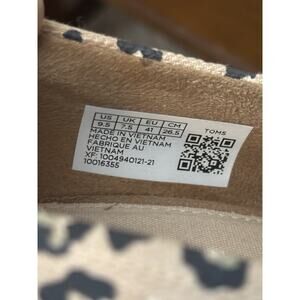 US UK EU CM TOMS
9.5 7.5 41 26.5
MADE IN VIETNAM
HECHO EN VIETNAM
FABRIQUE AU
VIETNAM
XF: 1004940121-21
10016355